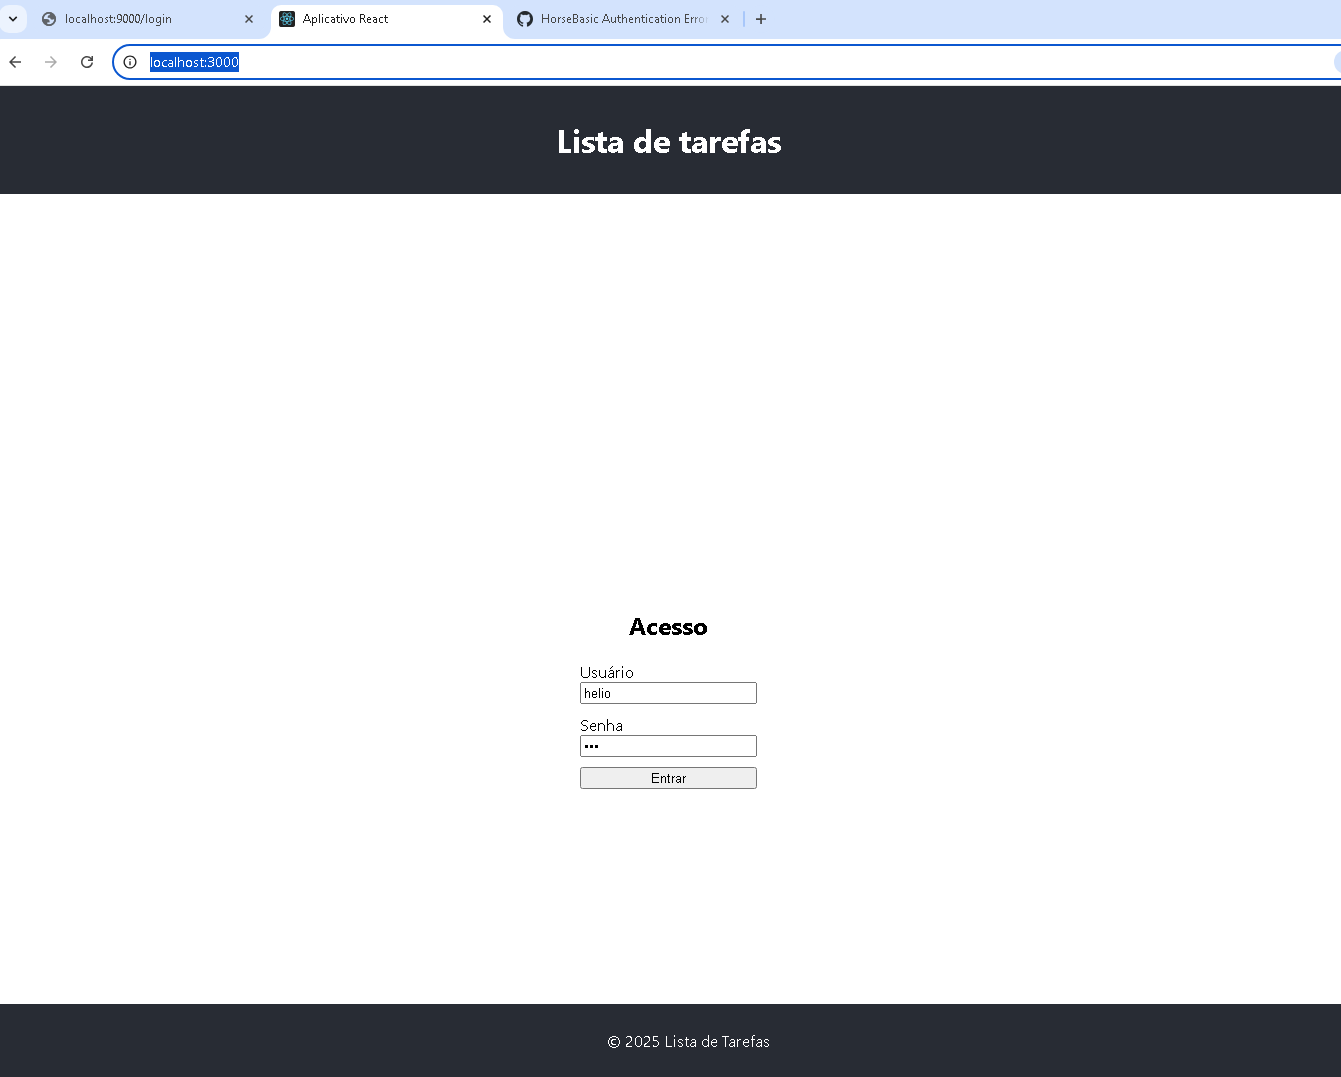 localhost:9000/login
Aplicativo React
HorseBasic Authentication Erro
localhost:3000
Lista de tarefas
Acesso
Usuário
helio
Senha
Entrar
© 2025 Lista de Tarefas